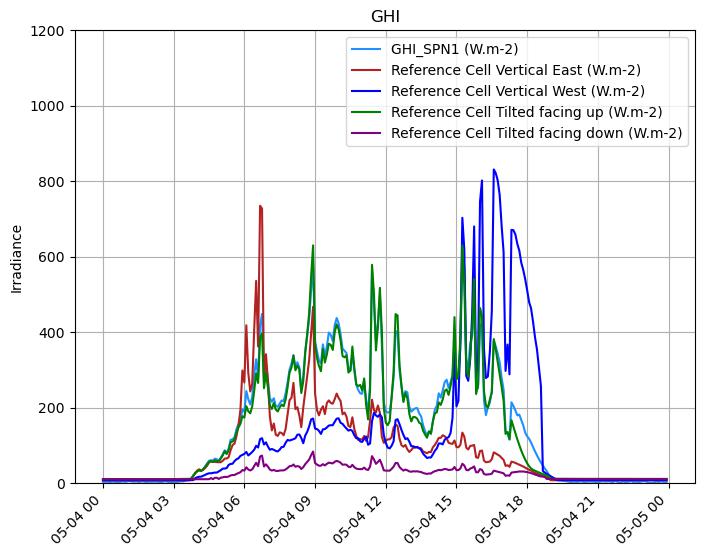 GHI
1200
1000
800
600
400
200
0
Irradiance
GHI_SPN1 (W.m-2)
Reference Cell Vertical East (W.m-2)
Reference Cell Vertical West (W.m-2)
Reference Cell Tilted facing up (W.m-2)
Reference Cell Tilted facing down (W.m-2)
05-04 00
05-04 03
05-04 06
05-04 09
05-04 12
05-04 15
05-04 18
05-04 21
05-05 00